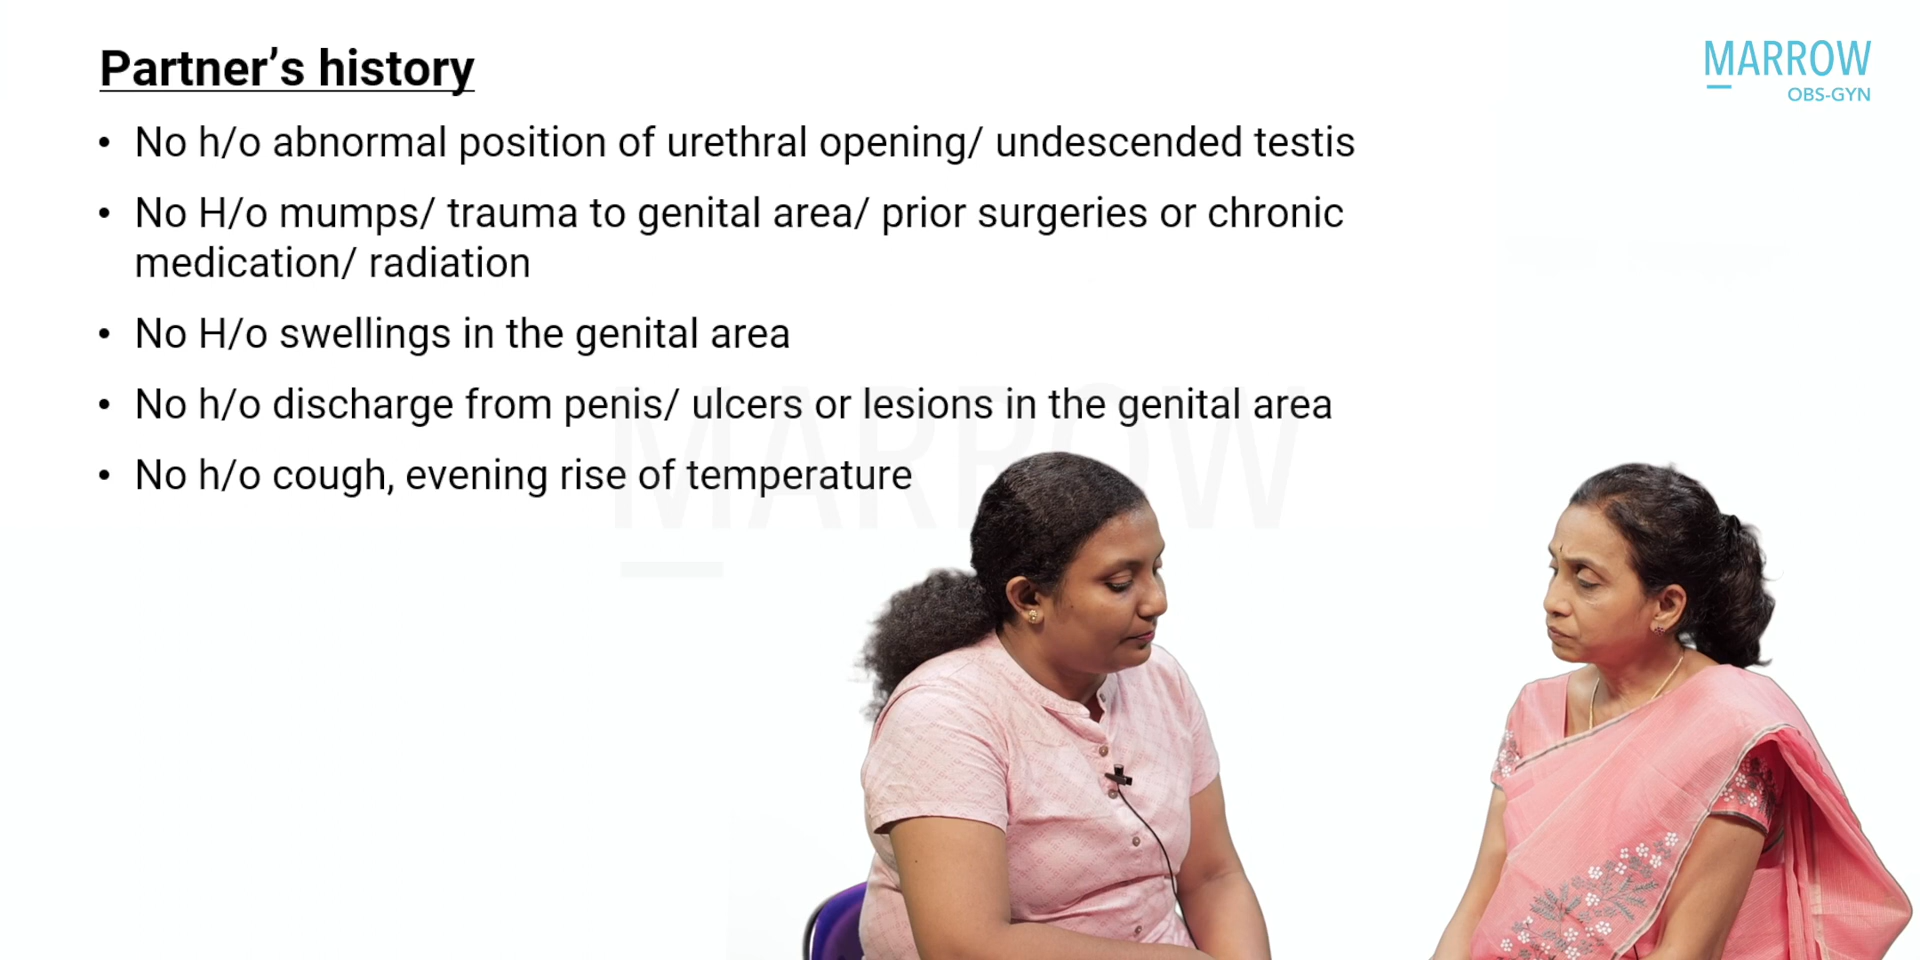 Partner’s history
MARROW
OBS-GYN
• No h/o abnormal position of urethral opening/ undescended testis
• No H/o mumps/ trauma to genital area/ prior surgeries or chronic
medication/ radiation
• No H/o swellings in the genital area
• No h/o discharge from penis/ ulcers or lesions in the genital area
• No h/o cough, evening rise of temperature
MARROW